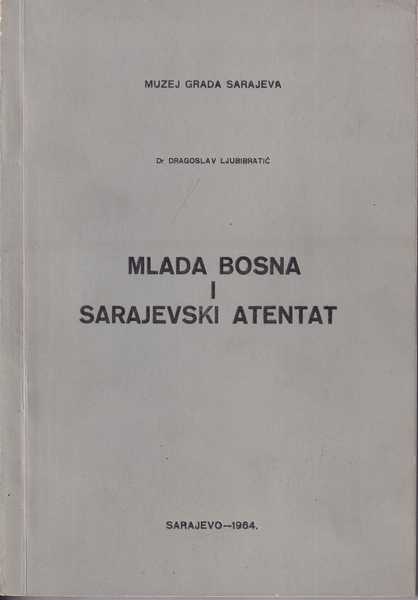 MUZEJ GRADA SARAJEVA
Dr DRAGOSLAV LJUBIBRATIĆ
MLADA BOSNA
I
SARAJEVSKI ATENTAT
SARAJEVO—1964.